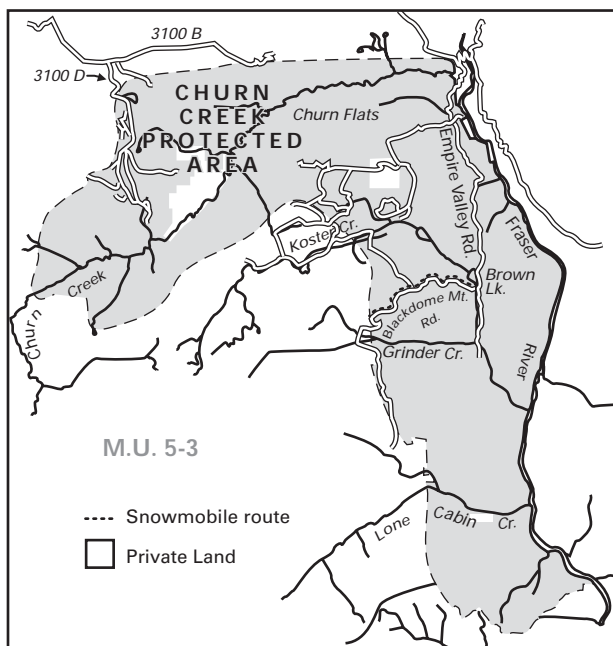 3100 B
3100 D
CHURN
CREEK
PROTECTED
AREA
Churn Flats
Empire Valley Rd.
Fraser
River
Koster Cr.
Brown
Lk.
Blackdome Mt.
Rd.
Grinder Cr.
Churn
Creek
M.U. 5-3
Snowmobile route
Private Land
Lone
Cabin
Cr.